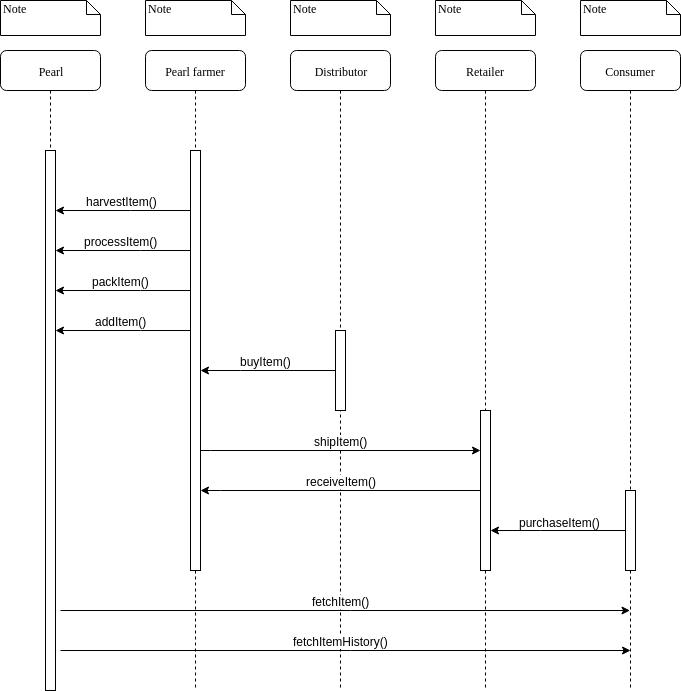 Note
Note
Note
Note
Note
Pearl
Pearl farmer
Distributor
Retailer
Consumer
harvestItem()
processItem()
packItem()
addItem()
buyItem()
shipItem()
receiveItem()
purchaseItem()
fetchItem()
fetchItemHistory()